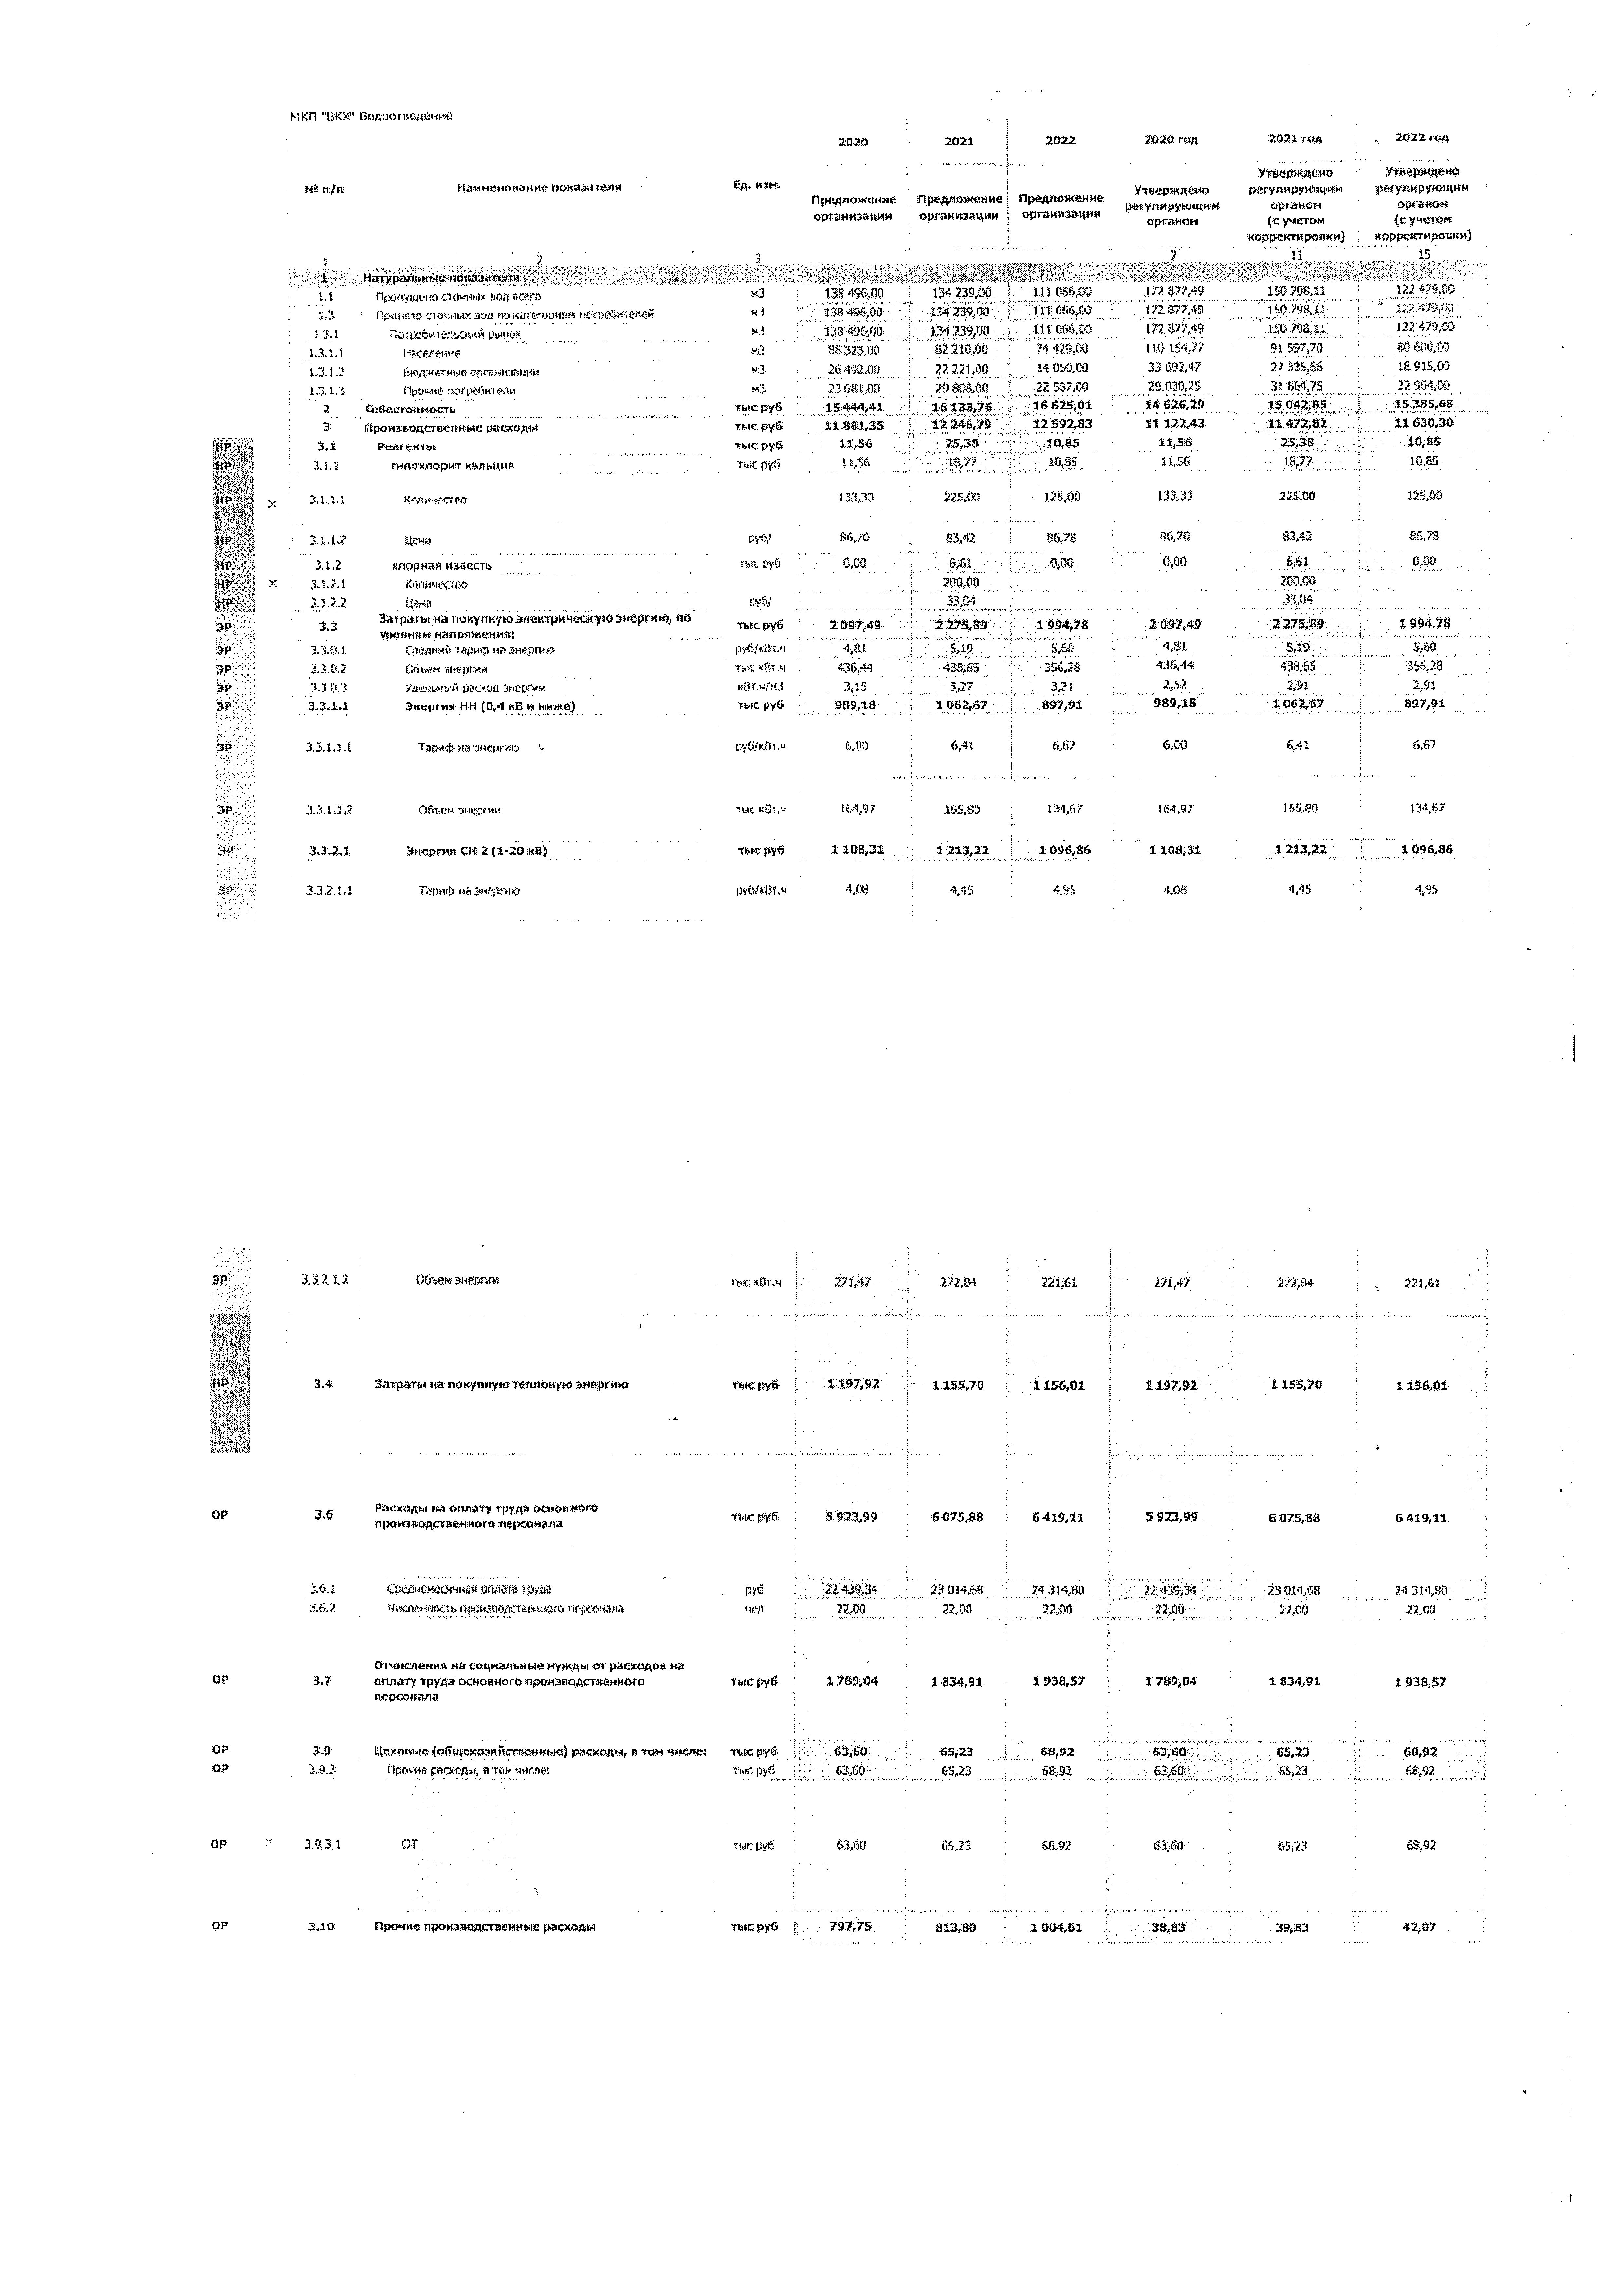 МКП "ВКХ" Водоотведение
2020 2021 2022 2020 год 2021 год 2022 год
№ п/п Наименование показателя Ед. изм. Предложение организации Предложение организации Предложение организации Утверждено регулирующим органом Утверждено регулирующим органом (с учетом корректировки) Утверждено регулирующим органом (с учетом корректировки)
1 2 3 7 11 15
1 Натуральные показатели
1.1 Пропущено сточных вод всего м3 138 496,00 134 239,00 111 066,00 172 877,49 150 798,11 122 479,00
Принято сточных вод по категориям потребителей м3 138 496,00 134 239,00 111 066,00 172 877,49 150 798,11 122 479,00
1.3.1 Потребительский рынок м3 138 496,00 134 239,00 111 066,00 172 877,49 150 798,11 122 479,00
1.3.1.1 Население м3 88 323,00 82 210,00 74 429,00 110 154,77 91 597,70 80 600,00
1.3.1.2 Бюджетные организации м3 26 492,00 22 221,00 14 050,00 33 692,47 27 335,66 18 915,00
1.3.1.3 Прочие потребители м3 23 681,00 29 808,00 22 587,00 29 030,25 31 864,75 22 964,00
2 Себестоимость тыс руб 15 444,41 16 133,76 16 625,01 14 626,29 15 042,85 15 385,68
3 Производственные расходы тыс руб 11 881,35 12 246,79 12 592,83 11 122,43 11 472,82 11 630,30
НР 3.1 Реагенты тыс руб 11,56 25,38 10,85 11,56 25,38 10,85
НР 3.1.1 гипохлорит кальция тыс руб 11,56 18,77 10,85 11,56 18,77 10,85
НР x 3.1.1.1 Количество 133,33 225,00 125,00 133,33 225,00 125,00
НР 3.1.1.2 Цена руб/ 86,70 83,42 86,78 86,70 83,42 86,78
НР 3.1.2 хлорная известь тыс руб 0,00 6,61 0,00 0,00 6,61 0,00
НР x 3.1.2.1 Количество 200,00 200,00
НР 3.1.2.2 Цена руб/ 33,04 33,04
ЭР 3.3 Затраты на покупную электрическую энергию, по уровням напряжения: тыс руб 2 097,49 2 275,89 1 994,78 2 097,49 2 275,89 1 994,78
ЭР 3.3.0.1 Средний тариф на энергию руб/кВт.ч 4,81 5,19 5,60 4,81 5,19 5,60
ЭР 3.3.0.2 Объем энергии тыс кВт.ч 436,44 438,65 356,28 436,44 438,65 356,28
ЭР 3.3.0.3 Удельный расход энергии кВт.ч/м3 3,15 3,27 3,21 2,52 2,91 2,91
ЭР 3.3.1.1 Энергия НН (0,4 кВ и ниже) тыс руб 989,18 1 062,67 897,91 989,18 1 062,67 897,91
ЭР 3.3.1.1.1 Тариф на энергию руб/кВт.ч 6,00 6,41 6,67 6,00 6,41 6,67
ЭР 3.3.1.1.2 Объем энергии тыс кВт.ч 164,97 165,80 134,67 164,97 165,80 134,67
ЭР 3.3.2.1 Энергия СН 2 (1-20 кВ) тыс руб 1 108,31 1 213,22 1 096,86 1 108,31 1 213,22 1 096,86
ЭР 3.3.2.1.1 Тариф на энергию руб/кВт.ч 4,08 4,45 4,95 4,08 4,45 4,95
ЭР 3.3.2.1.2 Объем энергии тыс кВт.ч 271,47 272,84 221,61 271,47 272,84 221,61
НР 3.4 Затраты на покупную тепловую энергию тыс руб 1 197,92 1 155,70 1 156,01 1 197,92 1 155,70 1 156,01
ОР 3.6 Расходы на оплату труда основного производственного персонала тыс руб 5 923,99 6 075,88 6 419,11 5 923,99 6 075,88 6 419,11
3.6.1 Среднемесячная оплата труда руб 22 439,34 23 014,68 24 314,80 22 439,34 23 014,68 24 314,80
3.6.2 Численность производственного персонала чел 22,00 22,00 22,00 22,00 22,00 22,00
ОР 3.7 Отчисления на социальные нужды от расходов на оплату труда основного производственного персонала тыс руб 1 789,04 1 834,91 1 938,57 1 789,04 1 834,91 1 938,57
ОР 3.9 Цеховые (общехозяйственные) расходы, в том числе: тыс руб 63,60 65,23 68,92 63,60 65,23 68,92
ОР 3.9.3 Прочие расходы, в том числе: тыс руб 63,60 65,23 68,92 63,60 65,23 68,92
ОР 3.9.3.1 ОТ тыс руб 63,60 65,23 68,92 63,60 65,23 68,92
ОР 3.10 Прочие производственные расходы тыс руб 797,75 813,80 1 004,61 38,83 39,83 42,07